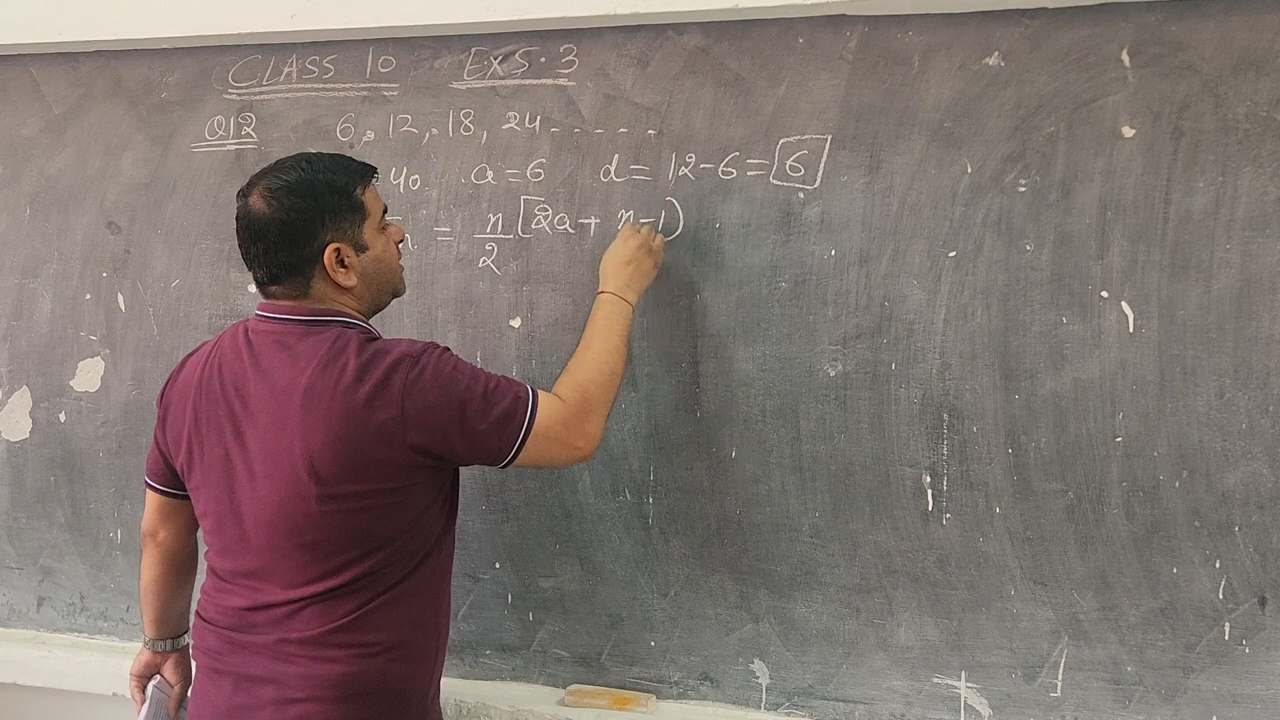 CLASS 10 EX 5.3
Q12 6, 12, 18, 24 - - - - -
40 a = 6 d = 12-6 = 6
n = n/2 [2a + n-1)